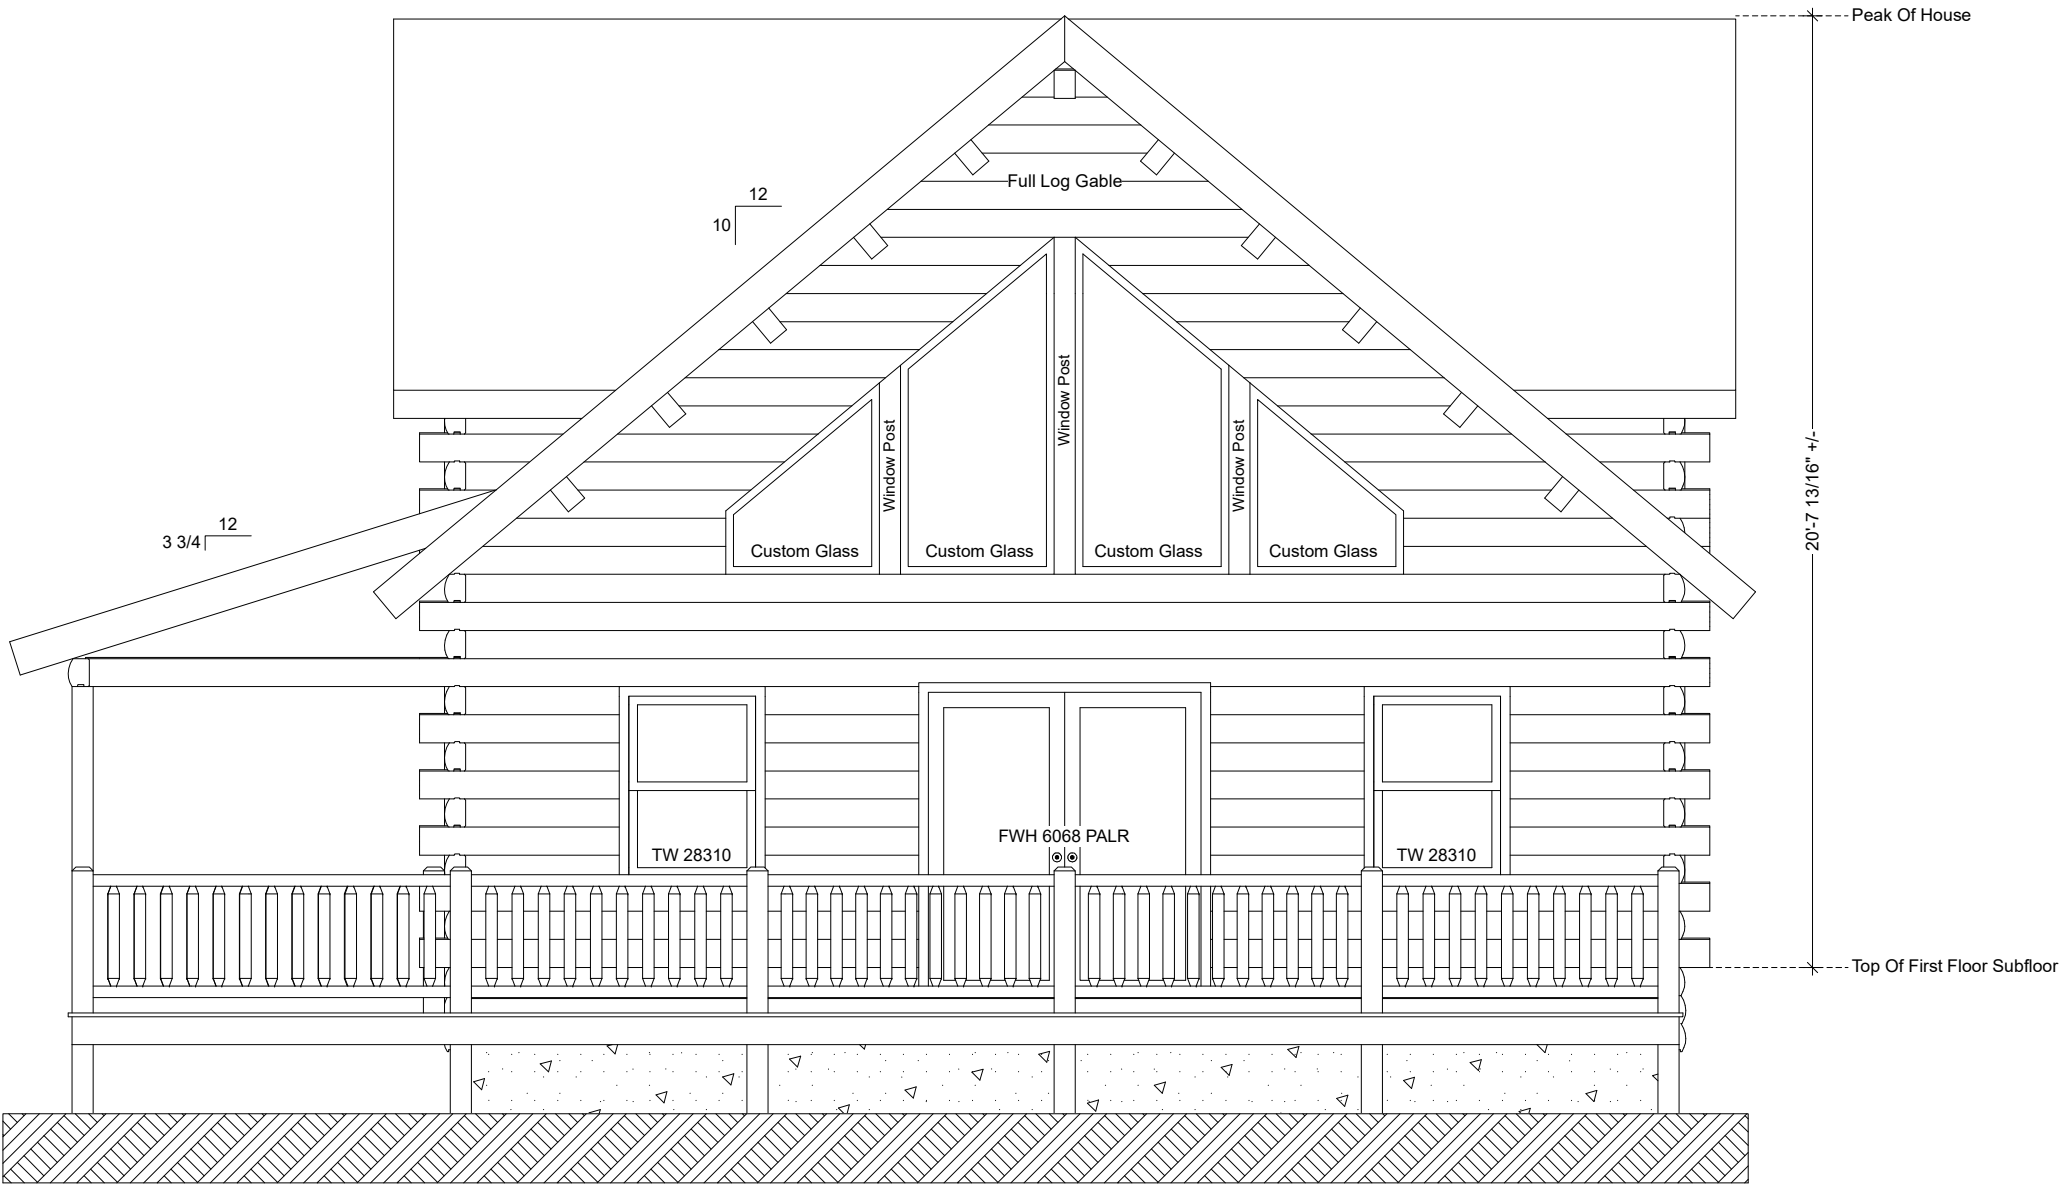 Peak Of House
Full Log Gable
12
10
Window Post
Window Post
Window Post
20'-7 13/16" +/-
12
3 3/4
Custom Glass
Custom Glass
Custom Glass
Custom Glass
FWH 6068 PALR
TW 28310
TW 28310
Top Of First Floor Subfloor